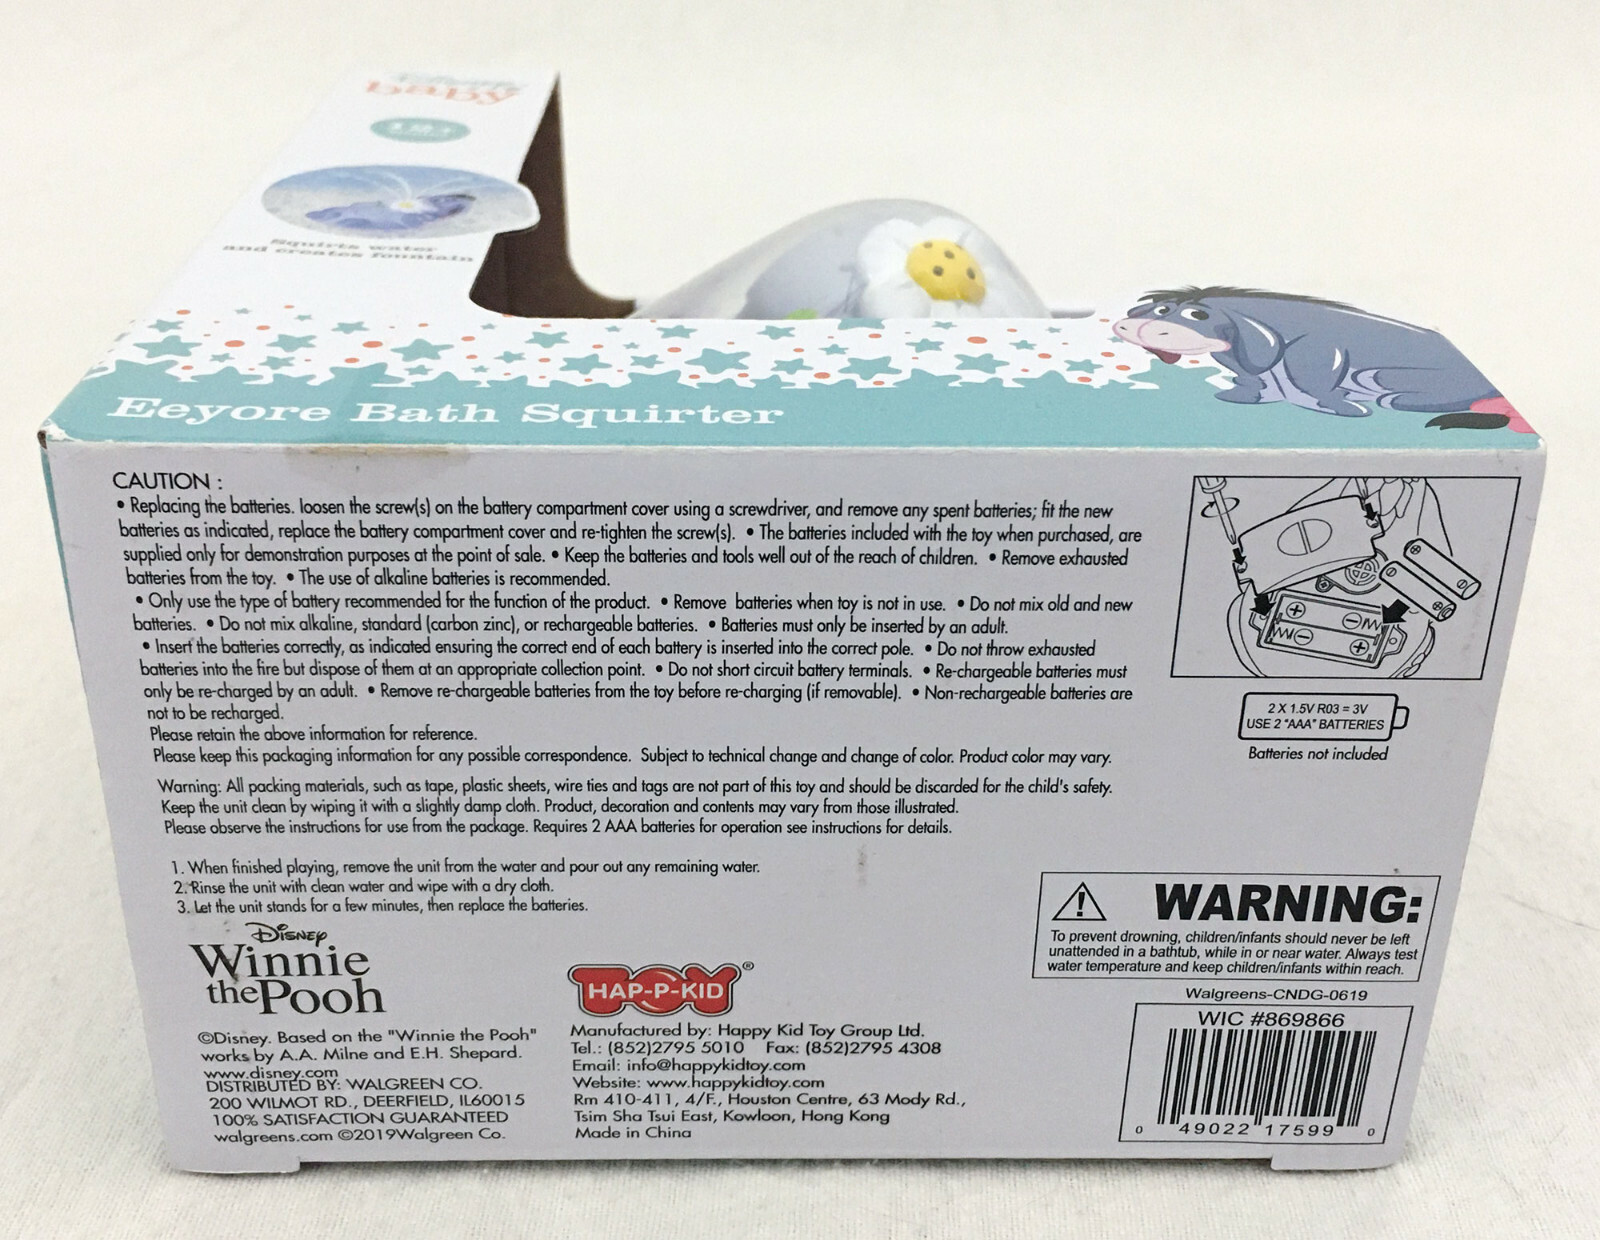 Disney
baby
18+
Squirts water
and creates fountain
Eeyore Bath Squirter
CAUTION :
• Replacing the batteries. loosen the screw(s) on the battery compartment cover using a screwdriver, and remove any spent batteries; fit the new
batteries as indicated, replace the battery compartment cover and re-tighten the screw(s). • The batteries included with the toy when purchased, are
supplied only for demonstration purposes at the point of sale. • Keep the batteries and tools well out of the reach of children. • Remove exhausted
batteries from the toy. • The use of alkaline batteries is recommended.
• Only use the type of battery recommended for the function of the product. • Remove batteries when toy is not in use. • Do not mix old and new
batteries. • Do not mix alkaline, standard (carbon zinc), or rechargeable batteries. • Batteries must only be inserted by an adult.
• Insert the batteries correctly, as indicated ensuring the correct end of each battery is inserted into the correct pole. • Do not throw exhausted
batteries into the fire but dispose of them at an appropriate collection point. • Do not short circuit battery terminals. • Re-chargeable batteries must
only be re-charged by an adult. • Remove re-chargeable batteries from the toy before re-charging (if removable). • Non-rechargeable batteries are
not to be recharged.
Please retain the above information for reference.
Please keep this packaging information for any possible correspondence. Subject to technical change and change of color. Product color may vary.
Warning: All packing materials, such as tape, plastic sheets, wire ties and tags are not part of this toy and should be discarded for the child's safety.
Keep the unit clean by wiping it with a slightly damp cloth. Product, decoration and contents may vary from those illustrated.
Please observe the instructions for use from the package. Requires 2 AAA batteries for operation see instructions for details.
1. When finished playing, remove the unit from the water and pour out any remaining water.
2. Rinse the unit with clean water and wipe with a dry cloth.
3. Let the unit stands for a few minutes, then replace the batteries.
2 X 1.5V R03 = 3V
USE 2 "AAA" BATTERIES
Batteries not included
WARNING:
To prevent drowning, children/infants should never be left
unattended in a bathtub, while in or near water. Always test
water temperature and keep children/infants within reach.
Walgreens-CNDG-0619
WIC #869866
0 49022 17599 0
Disney
Winnie
the Pooh
©Disney. Based on the "Winnie the Pooh"
works by A.A. Milne and E.H. Shepard.
www.disney.com
DISTRIBUTED BY: WALGREEN CO.
200 WILMOT RD., DEERFIELD, IL60015
100% SATISFACTION GUARANTEED
walgreens.com ©2019Walgreen Co.
TOY®
HAP-P-KID
Manufactured by: Happy Kid Toy Group Ltd.
Tel.: (852)2795 5010 Fax: (852)2795 4308
Email: info@happykidtoy.com
Website: www.happykidtoy.com
Rm 410-411, 4/F., Houston Centre, 63 Mody Rd.,
Tsim Sha Tsui East, Kowloon, Hong Kong
Made in China